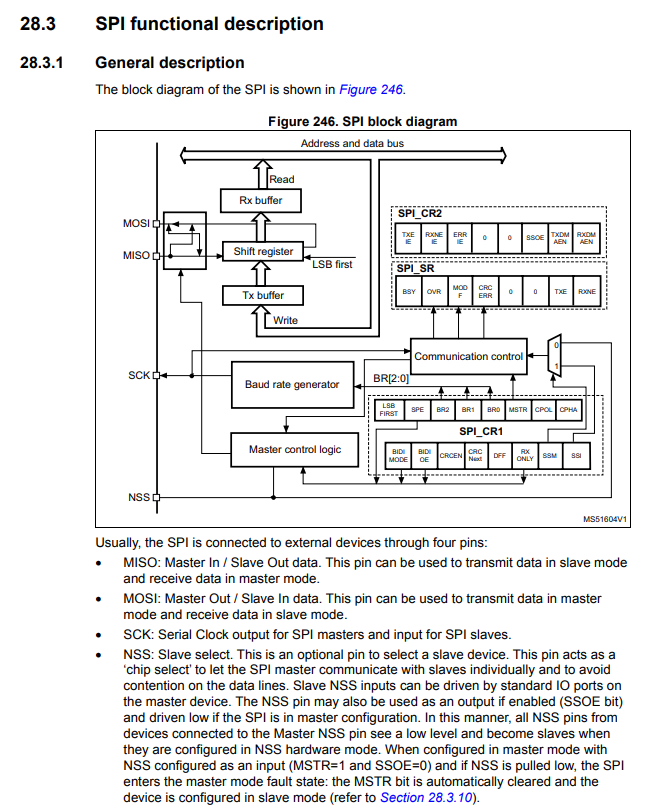 28.3 SPI functional description
28.3.1 General description
The block diagram of the SPI is shown in Figure 246.
Figure 246. SPI block diagram
Address and data bus
Read
Rx buffer
MOSI
MISO
Shift register
LSB first
Tx buffer
Write
SPI_CR2
TXE IE
RXNE IE
ERR IE
0
0
SSOE
TXDM AEN
RXDM AEN
SPI_SR
BSY
OVR
MOD F
CRC ERR
0
0
TXE
RXNE
Communication control
0
1
SCK
Baud rate generator
BR[2:0]
LSB FIRST
SPE
BR2
BR1
BR0
MSTR
CPOL
CPHA
SPI_CR1
Master control logic
BIDI MODE
BIDI OE
CRCEN
CRC Next
DFF
RX ONLY
SSM
SSI
NSS
MS51604V1
Usually, the SPI is connected to external devices through four pins:
• MISO: Master In / Slave Out data. This pin can be used to transmit data in slave mode
and receive data in master mode.
• MOSI: Master Out / Slave In data. This pin can be used to transmit data in master
mode and receive data in slave mode.
• SCK: Serial Clock output for SPI masters and input for SPI slaves.
• NSS: Slave select. This is an optional pin to select a slave device. This pin acts as a
‘chip select’ to let the SPI master communicate with slaves individually and to avoid
contention on the data lines. Slave NSS inputs can be driven by standard IO ports on
the master device. The NSS pin may also be used as an output if enabled (SSOE bit)
and driven low if the SPI is in master configuration. In this manner, all NSS pins from
devices connected to the Master NSS pin see a low level and become slaves when
they are configured in NSS hardware mode. When configured in master mode with
NSS configured as an input (MSTR=1 and SSOE=0) and if NSS is pulled low, the SPI
enters the master mode fault state: the MSTR bit is automatically cleared and the
device is configured in slave mode (refer to Section 28.3.10).